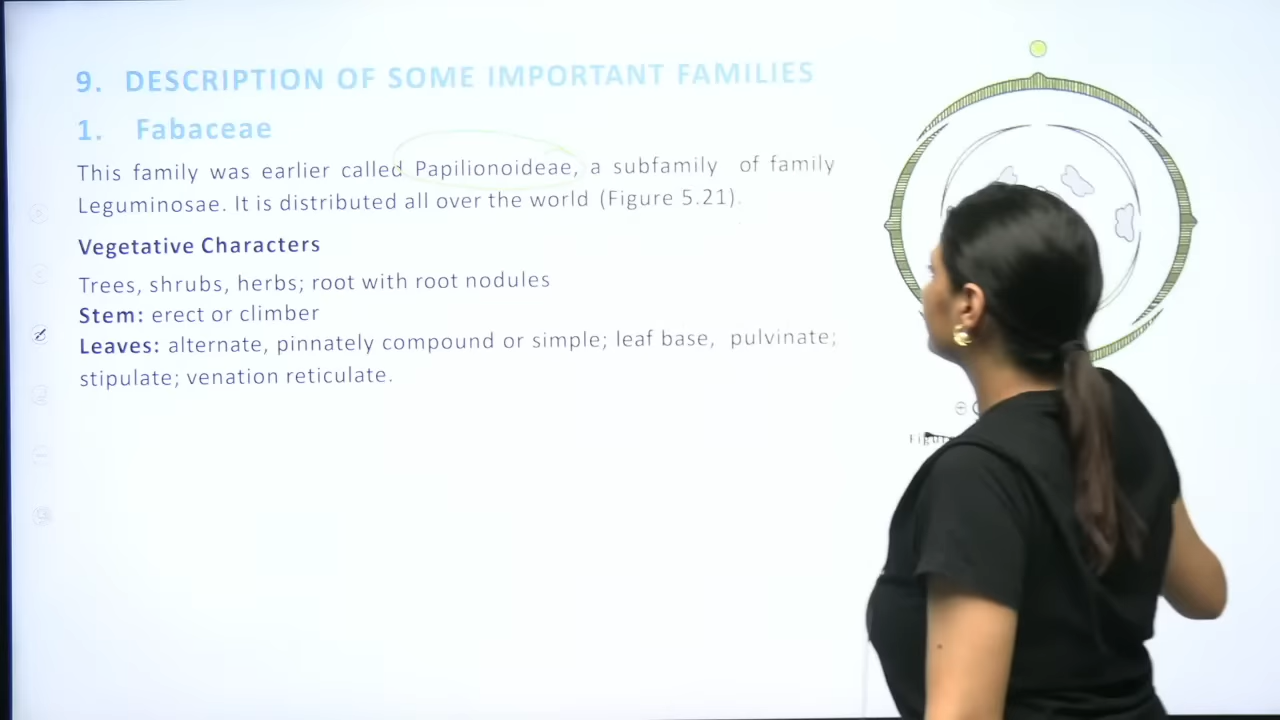 9. DESCRIPTION OF SOME IMPORTANT FAMILIES
1. Fabaceae
This family was earlier called Papilionoideae, a subfamily of family
Leguminosae. It is distributed all over the world (Figure 5.21).
Vegetative Characters
Trees, shrubs, herbs; root with root nodules
Stem: erect or climber
Leaves: alternate, pinnately compound or simple; leaf base, pulvinate;
stipulate; venation reticulate.